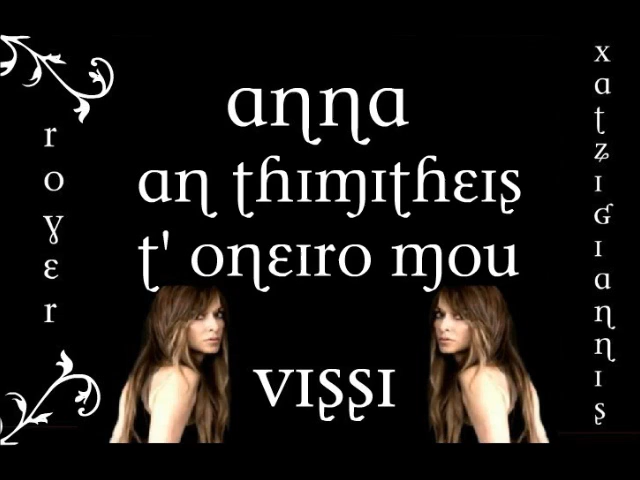 anna
an thimitheis
t' oneiro mou
vissi
royer
xatzigiannis